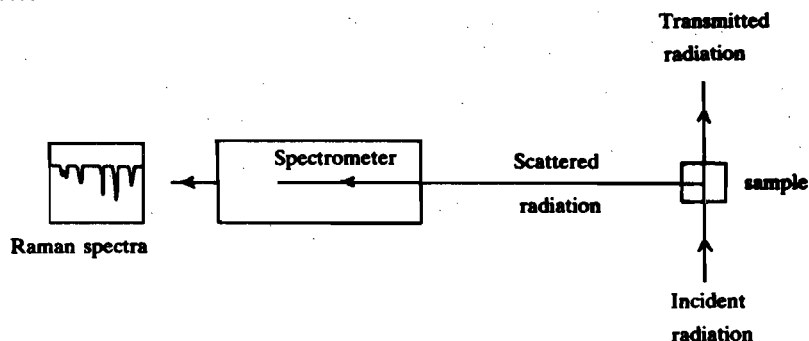 Transmitted
radiation
Spectrometer
Scattered
radiation
sample
Raman spectra
Incident
radiation